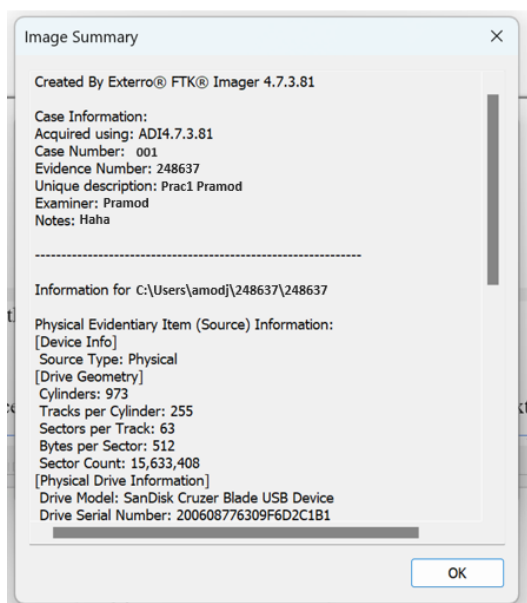 Image Summary
Created By Exterro® FTK® Imager 4.7.3.81
Case Information:
Acquired using: ADI4.7.3.81
Case Number: 001
Evidence Number: 248637
Unique description: Prac1 Pramod
Examiner: Pramod
Notes: Haha
--------------------------------------------------------------
Information for C:\Users\amodj\248637\248637
Physical Evidentiary Item (Source) Information:
[Device Info]
Source Type: Physical
[Drive Geometry]
Cylinders: 973
Tracks per Cylinder: 255
Sectors per Track: 63
Bytes per Sector: 512
Sector Count: 15,633,408
[Physical Drive Information]
Drive Model: SanDisk Cruzer Blade USB Device
Drive Serial Number: 200608776309F6D2C1B1
OK